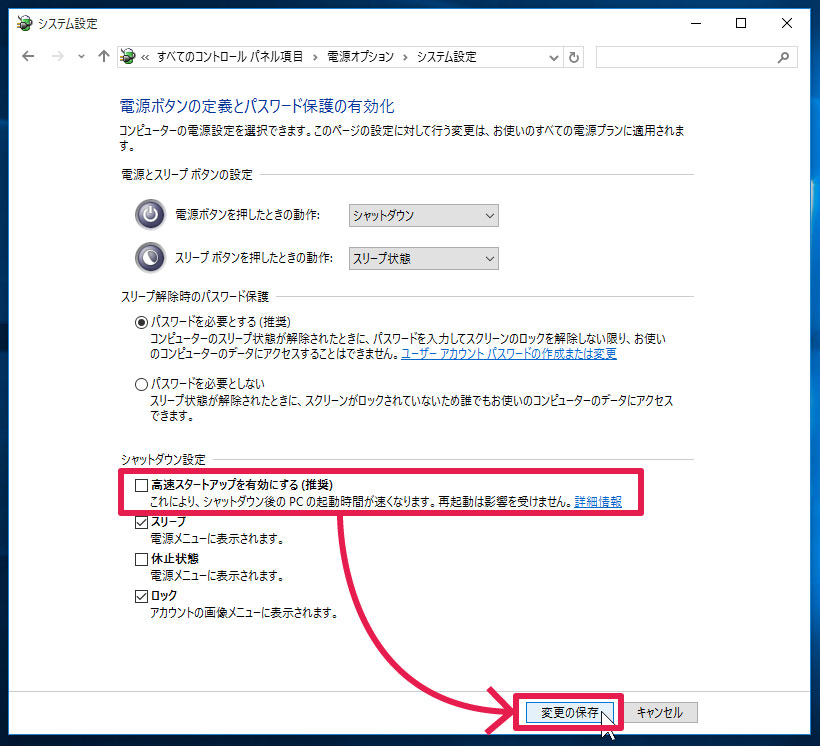 システム設定
« すべてのコントロール パネル項目 › 電源オプション › システム設定
電源ボタンの定義とパスワード保護の有効化
コンピューターの電源設定を選択できます。このページの設定に対して行う変更は、お使いのすべての電源プランに適用されま
す。
電源とスリープ ボタンの設定
電源ボタンを押したときの動作: シャットダウン
スリープ ボタンを押したときの動作: スリープ状態
スリープ解除時のパスワード保護
パスワードを必要とする (推奨)
コンピューターのスリープ状態が解除されたときに、パスワードを入力してスクリーンのロックを解除しない限り、お使い
のコンピューターのデータにアクセスすることはできません。ユーザー アカウント パスワードの作成または変更
パスワードを必要としない
スリープ状態が解除されたときに、スクリーンがロックされていないため誰でもお使いのコンピューターのデータにアクセス
できます。
シャットダウン設定
高速スタートアップを有効にする (推奨)
これにより、シャットダウン後の PC の起動時間が速くなります。再起動は影響を受けません。詳細情報
スリープ
電源メニューに表示されます。
休止状態
電源メニューに表示されます。
ロック
アカウントの画像メニューに表示されます。
変更の保存 キャンセル